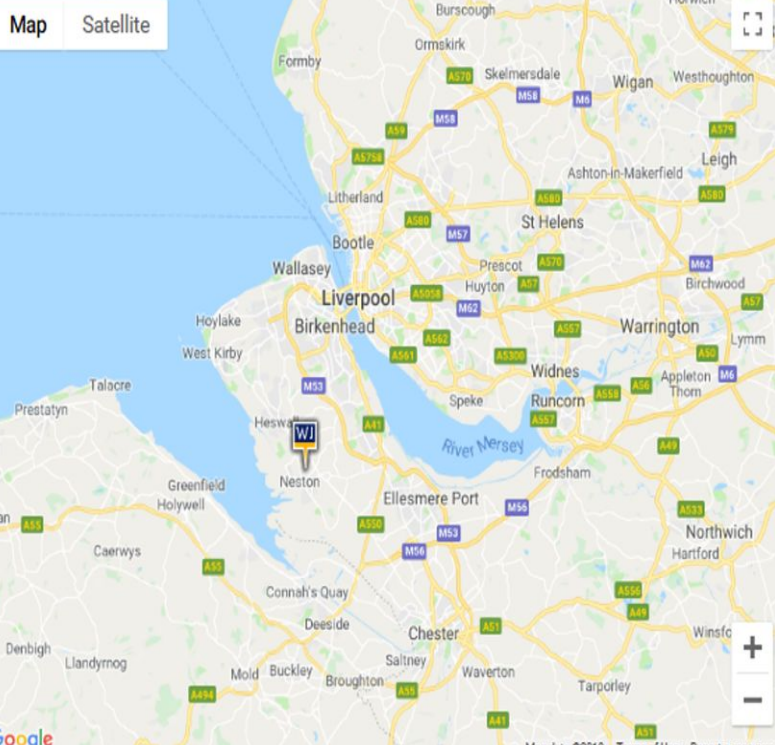 Map Satellite
Burscough
Ormskirk
Formby
A570
Skelmersdale
Wigan
Westhoughton
M58
M6
M58
A59
A579
A5758
Leigh
Ashton-in-Makerfield
Litherland
A580
A580
A580
St Helens
Bootle
M57
Wallasey
Prescot
A570
M62
Huyton
A57
Birchwood
Liverpool
A5058
M62
A57
Hoylake
Birkenhead
A557
Warrington
A562
Lymm
West Kirby
A561
A5300
A50
Widnes
Talacre
M53
Appleton
Thorn
M6
Prestatyn
Speke
Runcorn
A558
A56
A557
A41
WJ
River Mersey
A49
Neston
Frodsham
Greenfield
Holywell
Ellesmere Port
M56
A533
A55
A550
M53
Northwich
Caerwys
M56
Hartford
A55
Connah's Quay
A556
A49
Deeside
Chester
A51
Denbigh
Llandyrnog
Saltney
Mold
Buckley
Waverton
Broughton
A494
A55
Tarporley
A41
A51
+
−